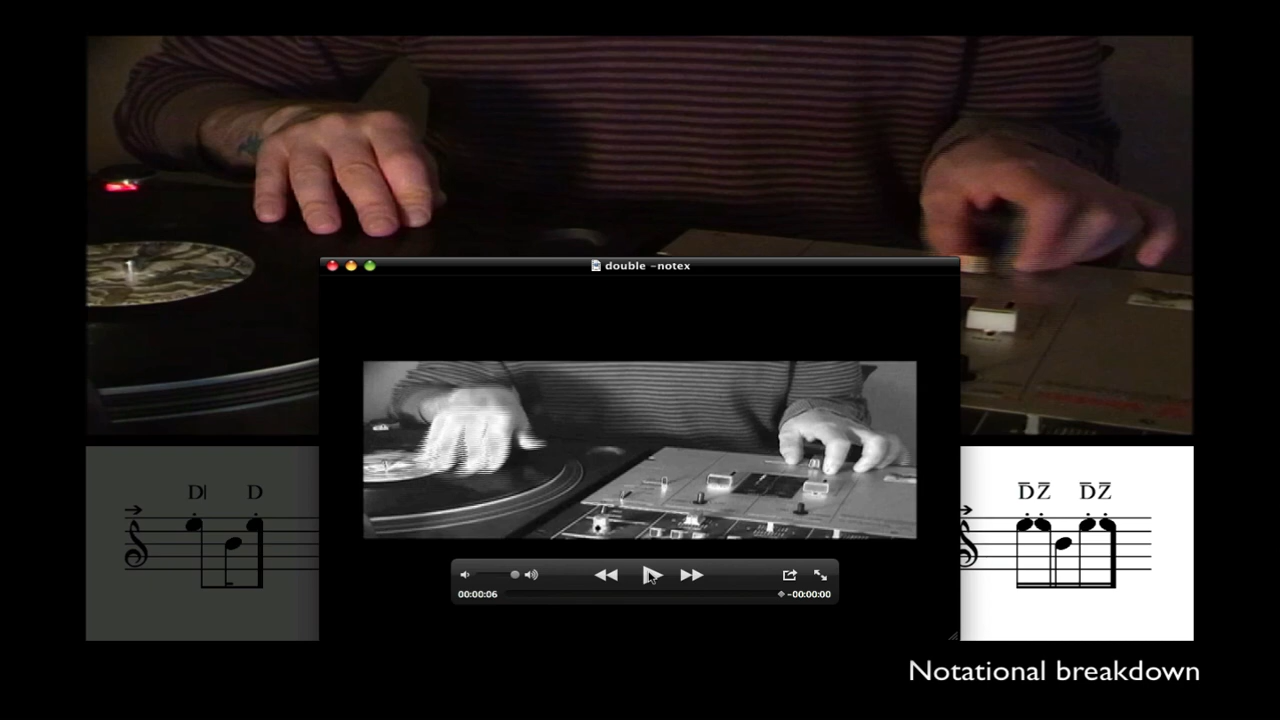 double -notex
D| D
D̄ Z̄ D̄ Z̄
00:00:06 -00:00:00
Notational breakdown